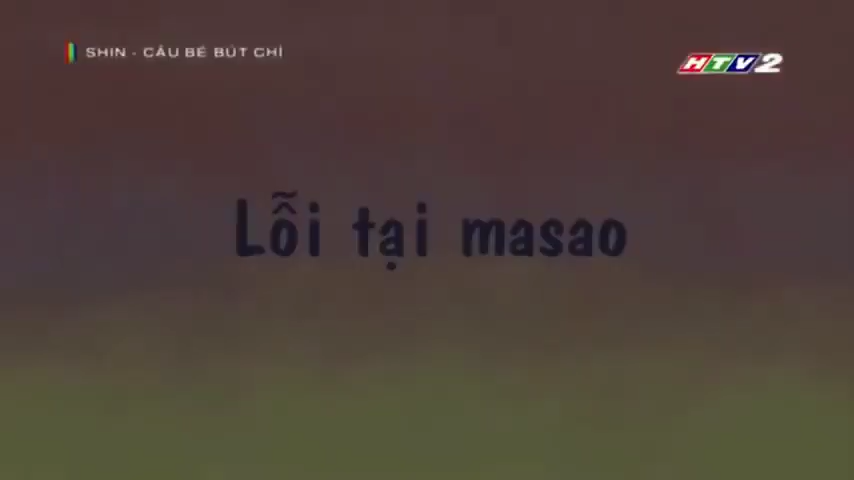 SHIN - CẬU BÉ BÚT CHÌ
HTV2
Lỗi tại masao